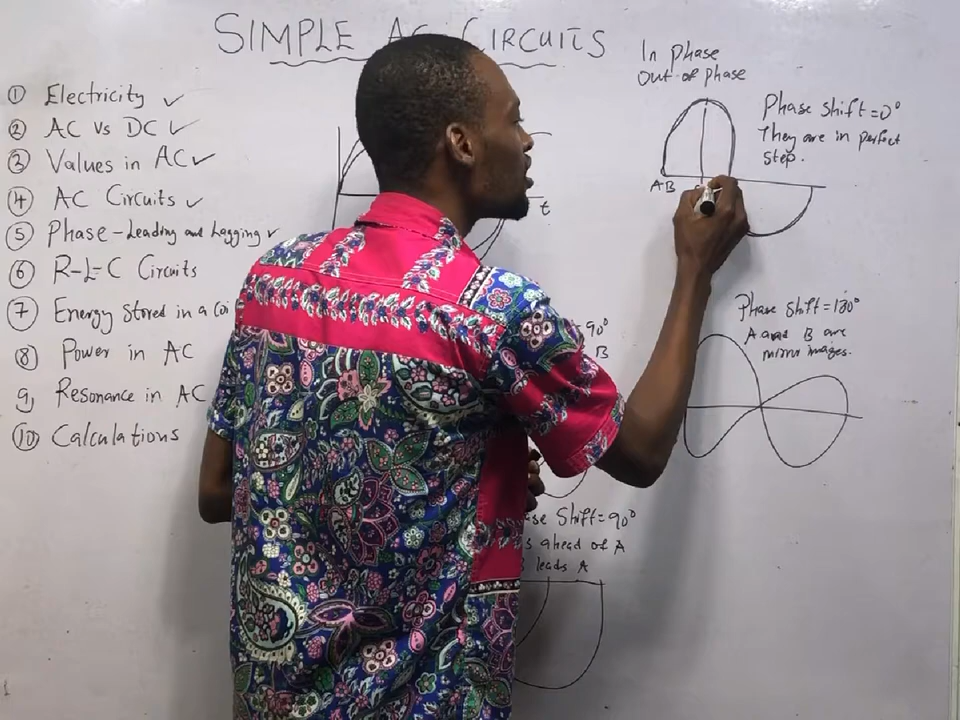 SIMPLE AC CIRCUITS
① Electricity ✓
② AC Vs DC ✓
③ Values in AC ✓
④ AC Circuits ✓
⑤ Phase - Leading and Lagging ✓
⑥ R-L-C Circuits
⑦ Energy Stored in a
⑧ Power in AC
9, Resonance in AC
⑩ Calculations
t
90°
B
ase Shift = 90°
s ahead of A
leads A
In phase
Out of phase
Phase shift = 0°
They are in perfect
step.
AB
Phase Shift = 180°
A and B are
mirror images.